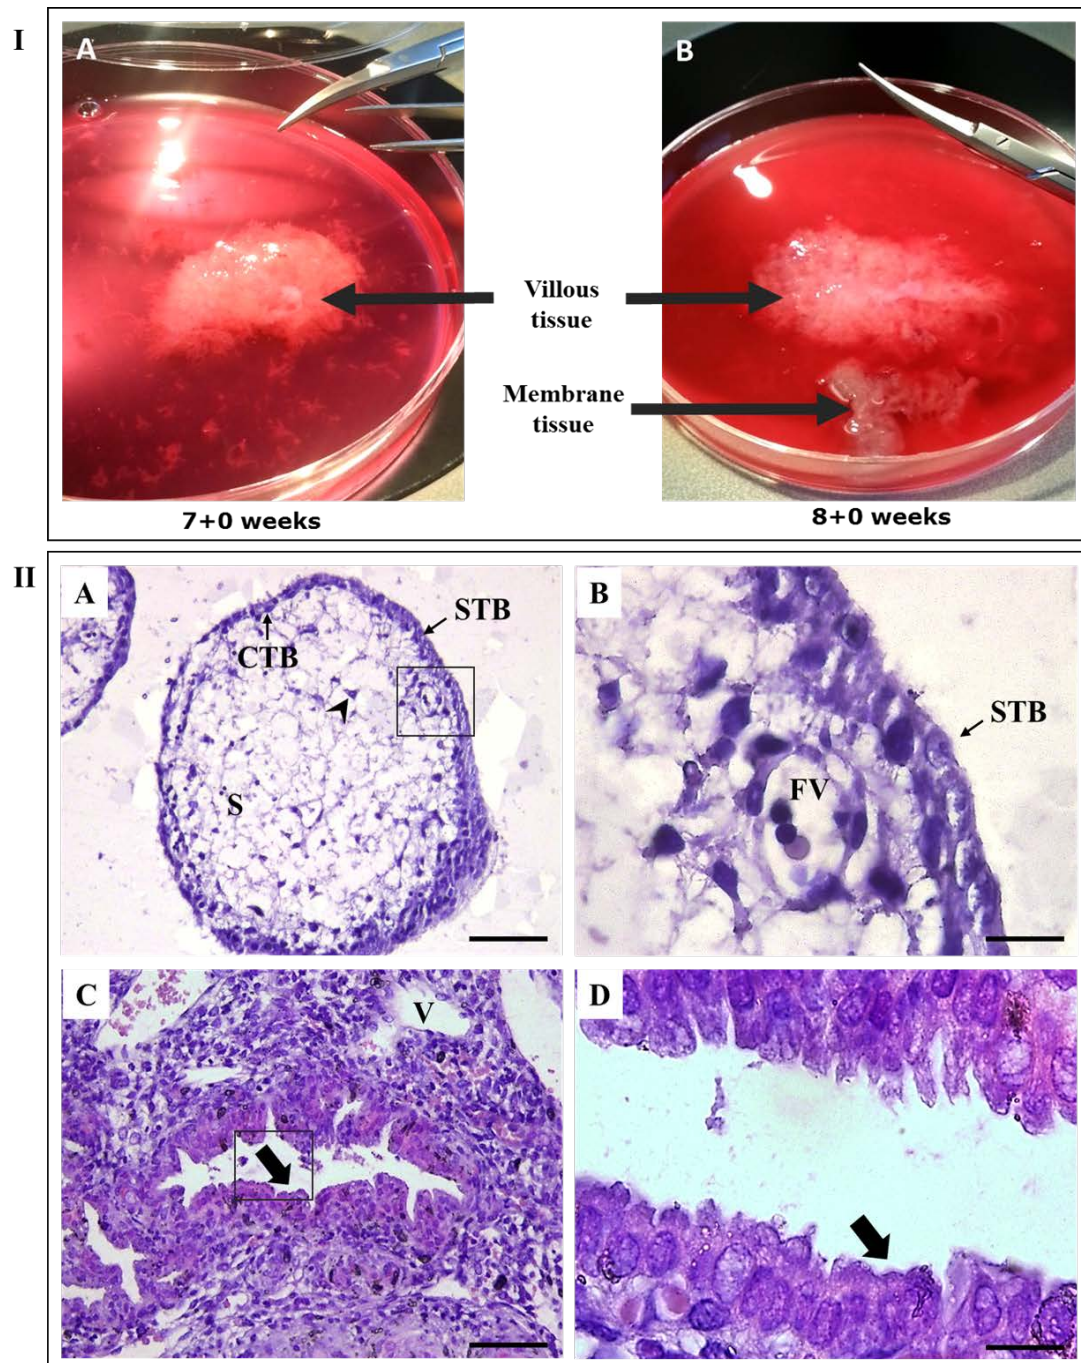 I
A
B
Villous
tissue
Membrane
tissue
7+0 weeks
8+0 weeks
II
A
STB
CTB
S
B
STB
FV
C
V
D